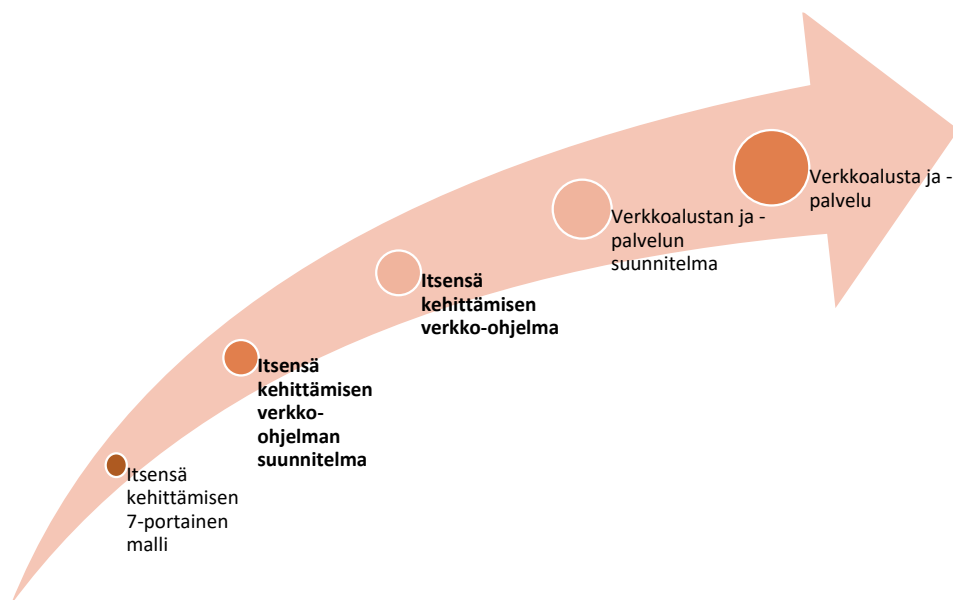 Itsensä
kehittämisen
7-portainen
malli
Itsensä
kehittämisen
verkko-
ohjelman
suunnitelma
Itsensä
kehittämisen
verkko-ohjelma
Verkkoalustan ja -
palvelun
suunnitelma
Verkkoalusta ja -
palvelu